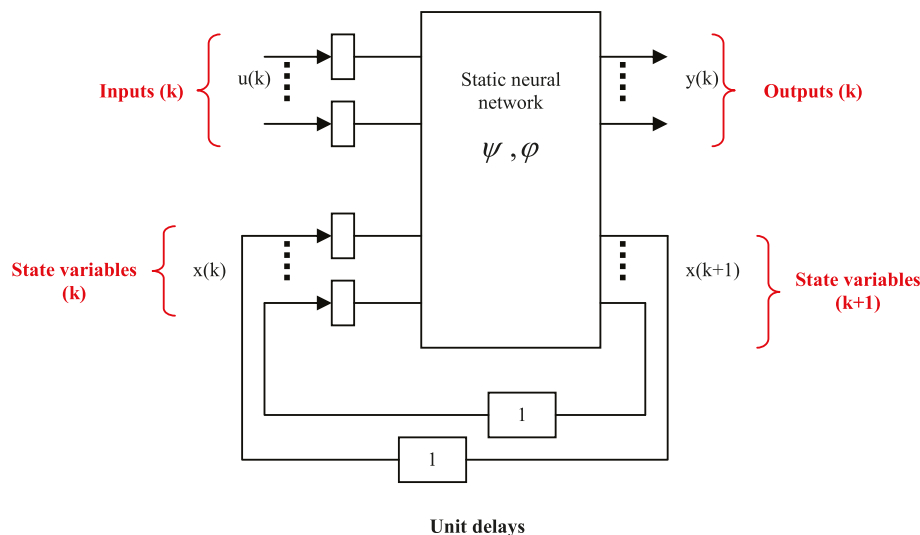 Inputs (k)
u(k)
Static neural
network
ψ , φ
y(k)
Outputs (k)
State variables
(k)
x(k)
x(k+1)
State variables
(k+1)
1
1
Unit delays